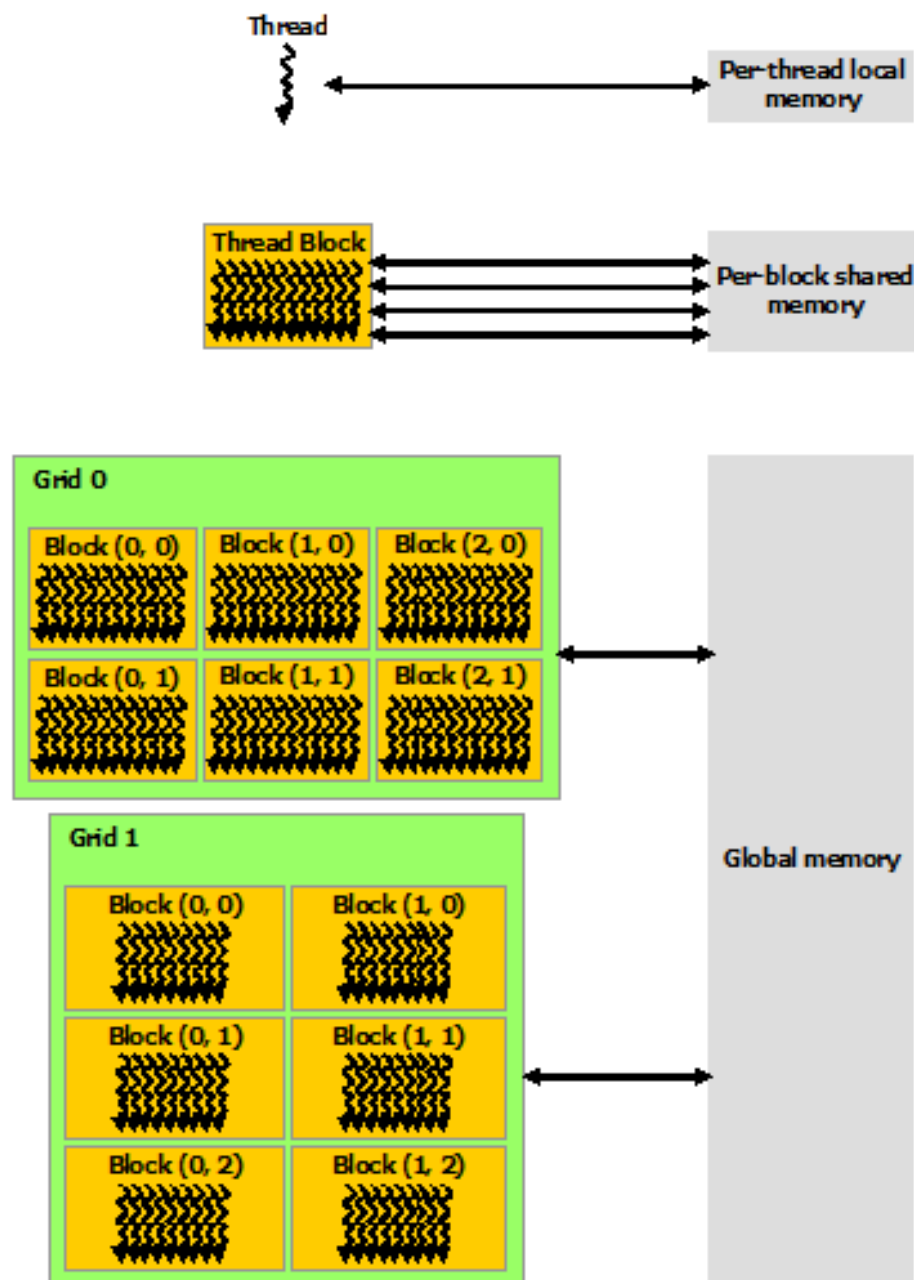 Thread
Per-thread local
memory
Thread Block
Per-block shared
memory
Grid 0
Block (0, 0) Block (1, 0) Block (2, 0)
Block (0, 1) Block (1, 1) Block (2, 1)
Grid 1
Global memory
Block (0, 0) Block (1, 0)
Block (0, 1) Block (1, 1)
Block (0, 2) Block (1, 2)